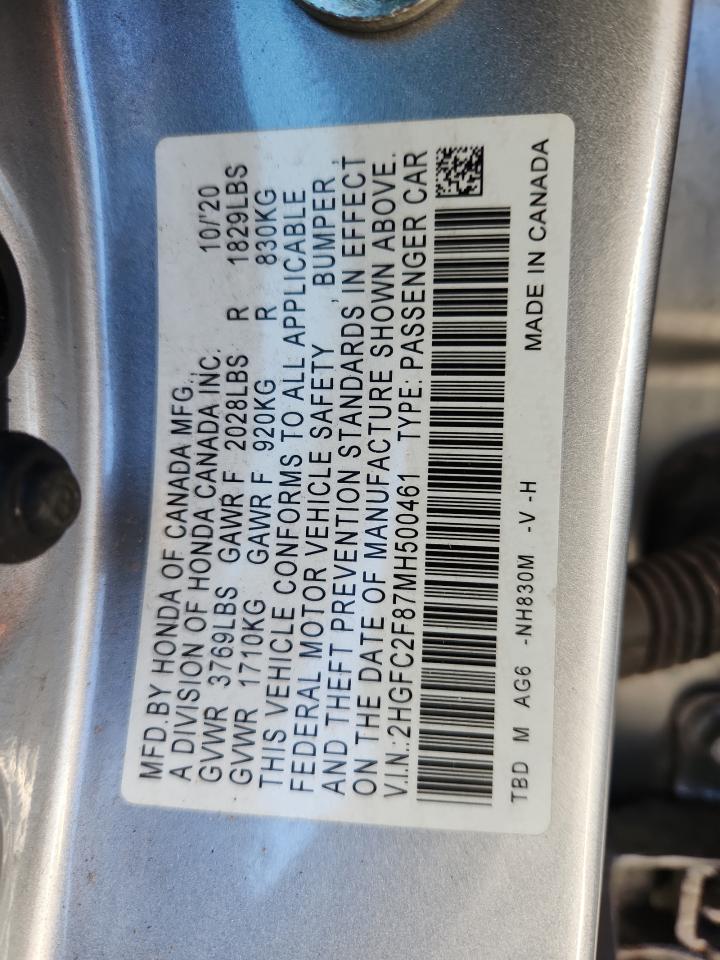 MFD.BY HONDA OF CANADA MFG., 10/'20
A DIVISION OF HONDA CANADA INC.
GVWR 3769LBS GAWR F 2028LBS R 1829LBS
GVWR 1710KG GAWR F 920KG R 830KG
THIS VEHICLE CONFORMS TO ALL APPLICABLE
FEDERAL MOTOR VEHICLE SAFETY , BUMPER ,
AND THEFT PREVENTION STANDARDS IN EFFECT
ON THE DATE OF MANUFACTURE SHOWN ABOVE.
V.I.N.:2HGFC2F87MH500461 TYPE: PASSENGER CAR
TBD M AG6 -NH830M -V -H
MADE IN CANADA